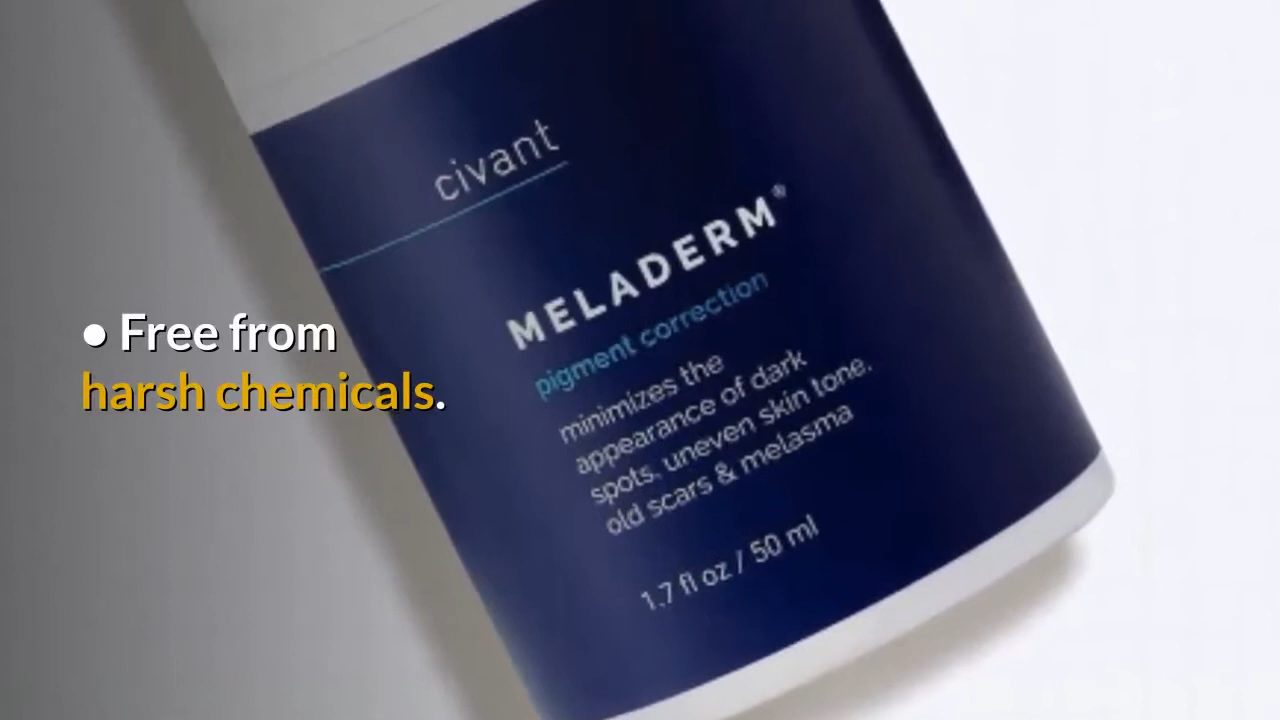 • Free from
harsh chemicals.
civant
MELADERM®
pigment correction
minimizes the
appearance of dark
spots, uneven skin tone,
old scars & melasma
1.7 fl oz / 50 ml